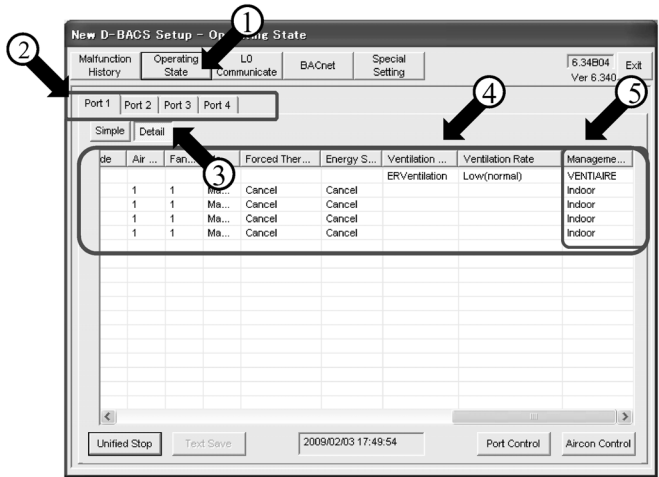 New D-BACS Setup - Operating State
1
Malfunction History
Operating State
L0 Communicate
BACnet
Special Setting
6.34B04
Ver 6.340
Exit
2
Port 1 Port 2 Port 3 Port 4
4
5
Simple Detail
3
de Air ... Fan... Forced Ther... Energy S... Ventilation ... Ventilation Rate Manageme...
ERVentilation Low(normal) VENTIAIRE
1 1 Ma... Cancel Cancel Indoor
1 1 Ma... Cancel Cancel Indoor
1 1 Ma... Cancel Cancel Indoor
1 1 Ma... Cancel Cancel Indoor
Unified Stop Text Save 2009/02/03 17:49:54 Port Control Aircon Control